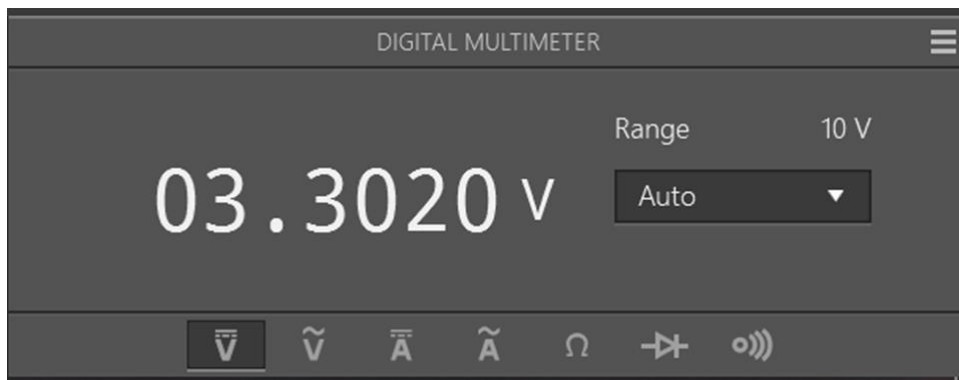 DIGITAL MULTIMETER
Range 10 V
03.3020 V
Auto
V V A A Ω